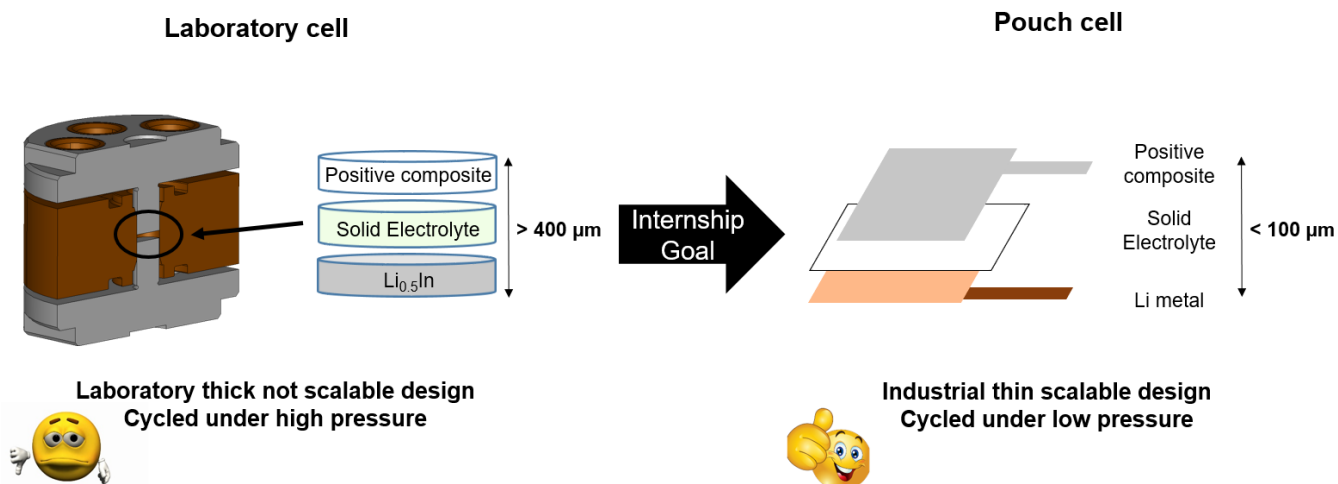 Laboratory cell
Pouch cell
Positive composite
Solid Electrolyte
Li₀.₅In
> 400 µm
Internship
Goal
Positive
composite
Solid
Electrolyte
Li metal
< 100 µm
Laboratory thick not scalable design
Cycled under high pressure
Industrial thin scalable design
Cycled under low pressure